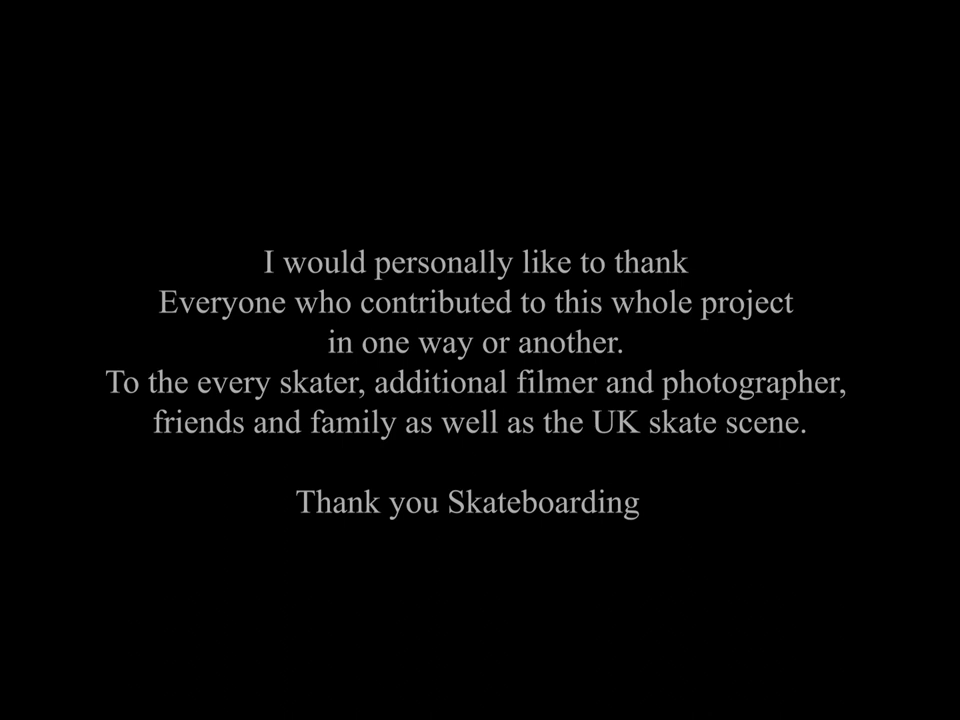 I would personally like to thank
Everyone who contributed to this whole project
in one way or another.
To the every skater, additional filmer and photographer,
friends and family as well as the UK skate scene.
Thank you Skateboarding